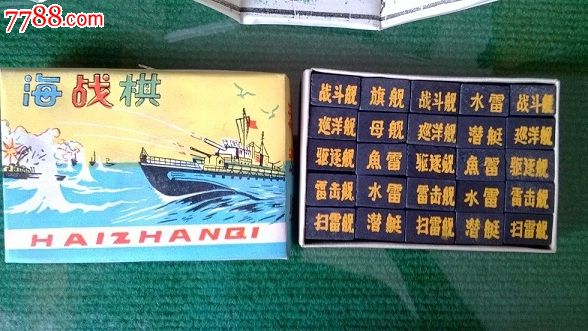 7788.com
海战棋
HAIZHANQI
战斗舰 旗舰 战斗舰 水雷 战斗舰
巡洋舰 母舰 巡洋舰 潜艇 巡洋舰
驱逐舰 魚雷 驱逐舰 魚雷 驱逐舰
雷击舰 水雷 雷击舰 水雷 雷击舰
扫雷舰 潜艇 扫雷舰 潜艇 扫雷舰